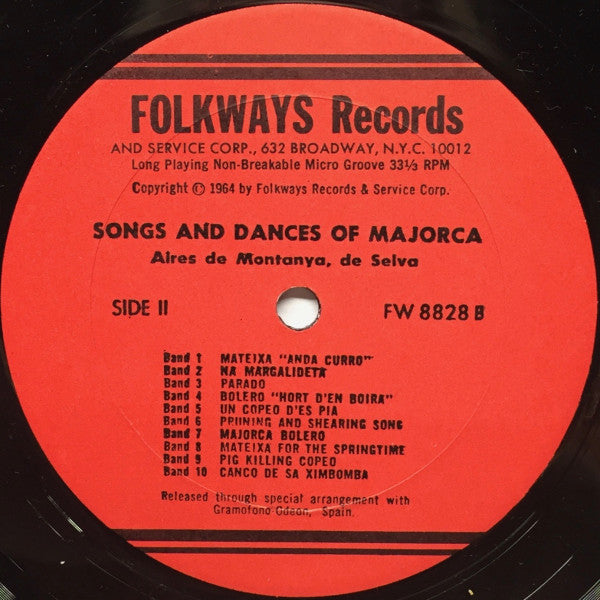 FOLKWAYS Records
AND SERVICE CORP., 632 BROADWAY, N.Y.C. 10012
Long Playing Non-Breakable Micro Groove 33⅓ RPM
Copyright © 1964 by Folkways Records & Service Corp.
SONGS AND DANCES OF MAJORCA
Aires de Montanya, de Selva
SIDE II
FW 8828 B
Band 1 MATEIXA "ANDA CURRO"
Band 2 NA MARGALIDETA
Band 3 PARADO
Band 4 BOLERO "HORT D'EN BOIRA"
Band 5 UN COPEO D'ES PIA
Band 6 PRUNING AND SHEARING SONG
Band 7 MAJORCA BOLERO
Band 8 MATEIXA FOR THE SPRINGTIME
Band 9 PIG KILLING COPEO
Band 10 CANCO DE SA XIMBOMBA
Released through special arrangement with
Gramofono Odeon, Spain.